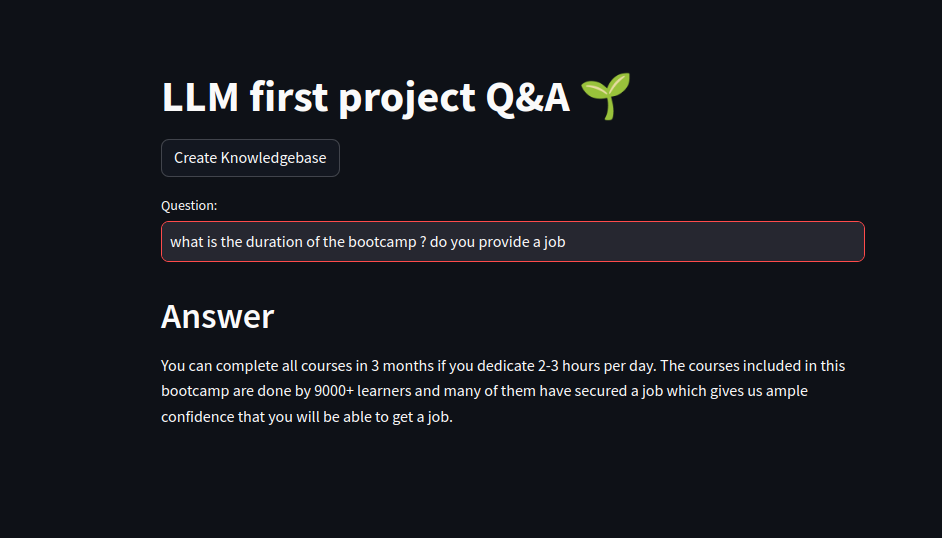 LLM first project Q&A 🌱
Create Knowledgebase
Question:
what is the duration of the bootcamp ? do you provide a job
Answer
You can complete all courses in 3 months if you dedicate 2-3 hours per day. The courses included in this
bootcamp are done by 9000+ learners and many of them have secured a job which gives us ample
confidence that you will be able to get a job.